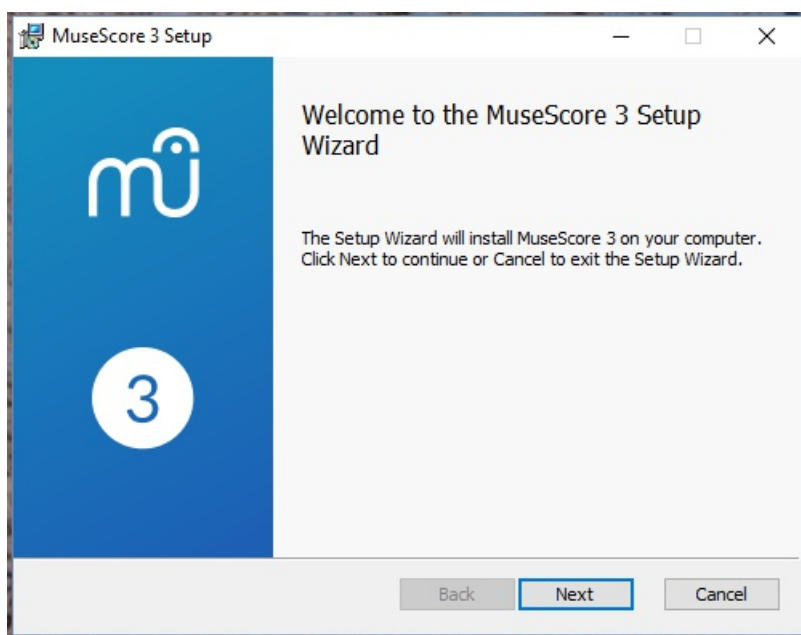 MuseScore 3 Setup
Welcome to the MuseScore 3 Setup
Wizard
mu
The Setup Wizard will install MuseScore 3 on your computer.
Click Next to continue or Cancel to exit the Setup Wizard.
3
Back Next Cancel